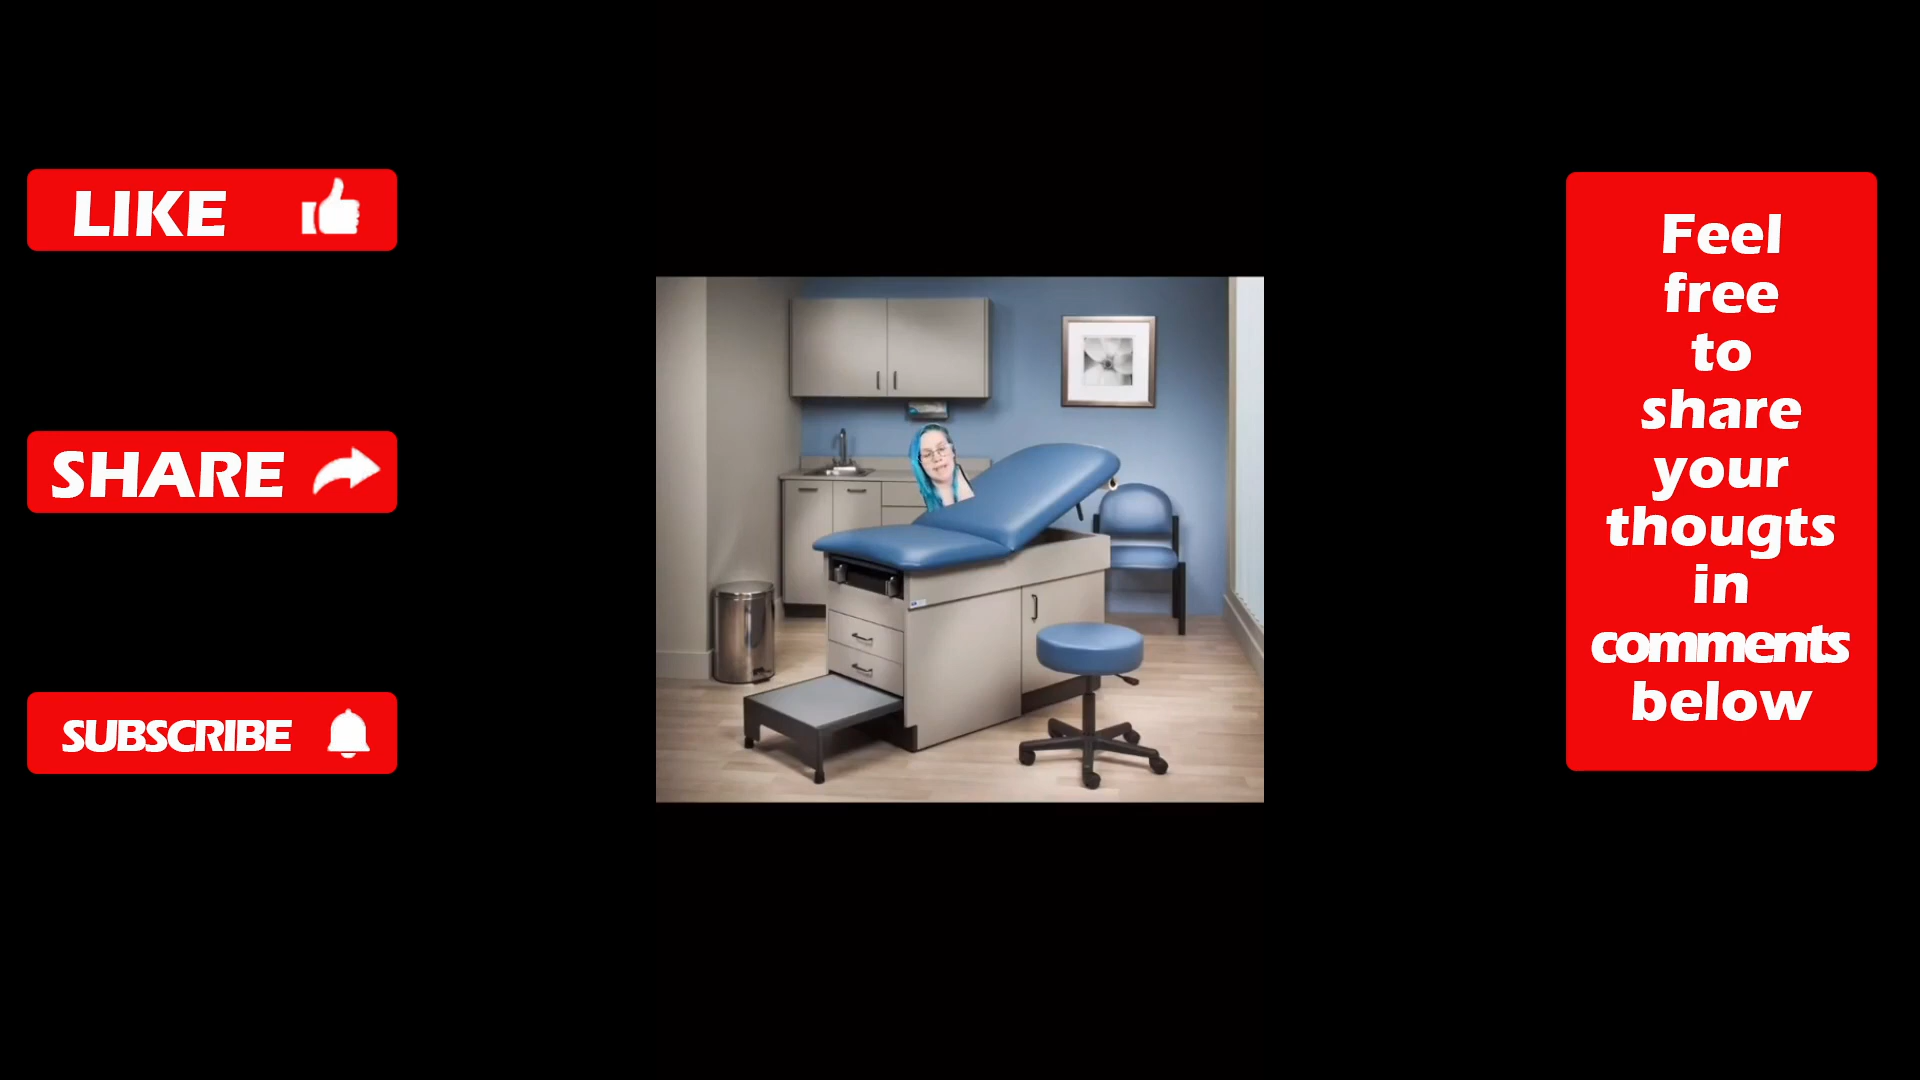 LIKE
SHARE
SUBSCRIBE
Feel
free
to
share
your
thougts
in
comments
below